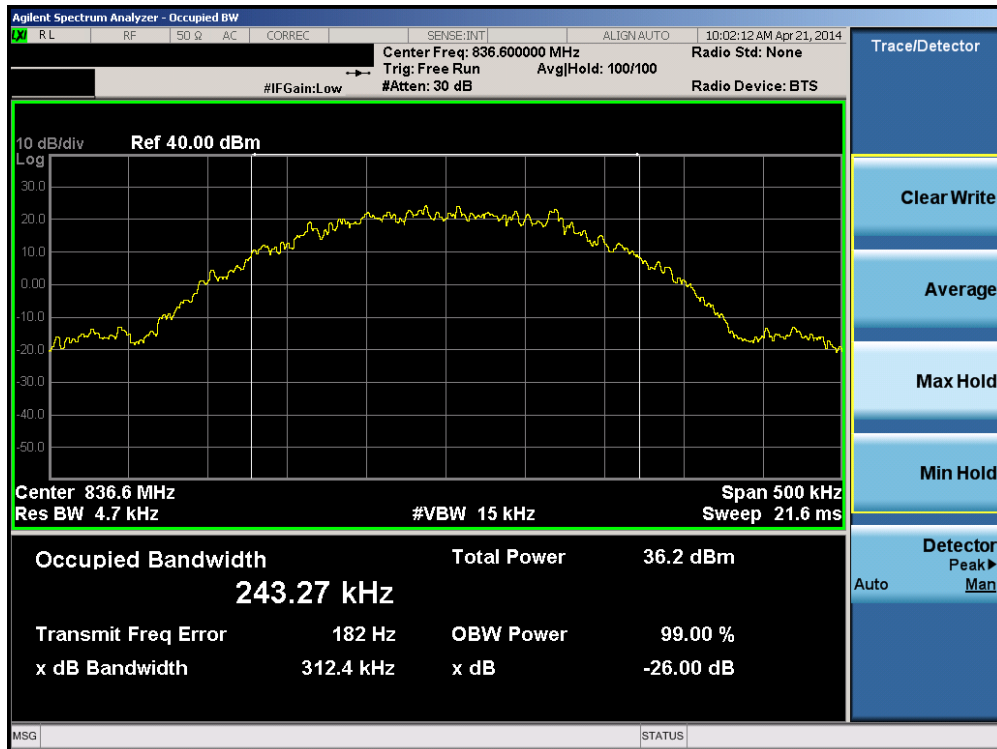 Agilent Spectrum Analyzer - Occupied BW
LXI RL RF 50 Ω AC CORREC SENSE:INT ALIGN AUTO 10:02:12 AM Apr 21, 2014
Center Freq: 836.600000 MHz Radio Std: None
Trig: Free Run Avg|Hold: 100/100
#IFGain:Low #Atten: 30 dB Radio Device: BTS
10 dB/div Ref 40.00 dBm
Log
30.0
20.0
10.0
0.00
-10.0
-20.0
-30.0
-40.0
-50.0
Center 836.6 MHz Span 500 kHz
Res BW 4.7 kHz #VBW 15 kHz Sweep 21.6 ms
Occupied Bandwidth Total Power 36.2 dBm
243.27 kHz
Transmit Freq Error 182 Hz OBW Power 99.00 %
x dB Bandwidth 312.4 kHz x dB -26.00 dB
MSG STATUS
Trace/Detector
Clear Write
Average
Max Hold
Min Hold
Detector
Peak▶
Auto Man